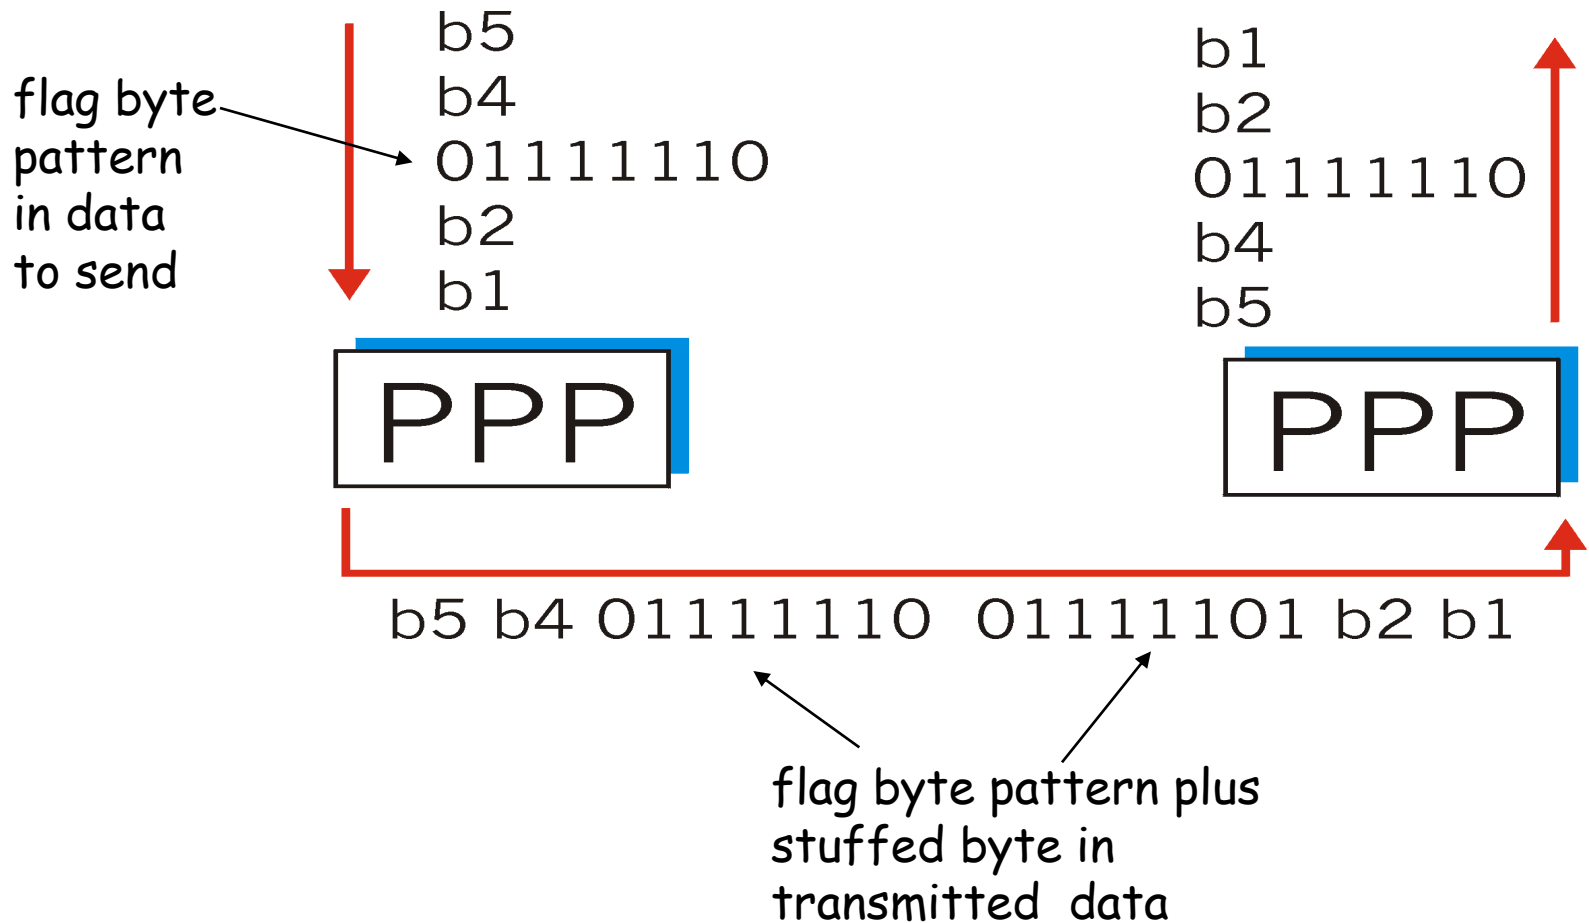 flag byte
pattern
in data
to send
b5
b4
01111110
b2
b1
PPP
b1
b2
01111110
b4
b5
PPP
b5 b4 01111110 01111101 b2 b1
flag byte pattern plus
stuffed byte in
transmitted data